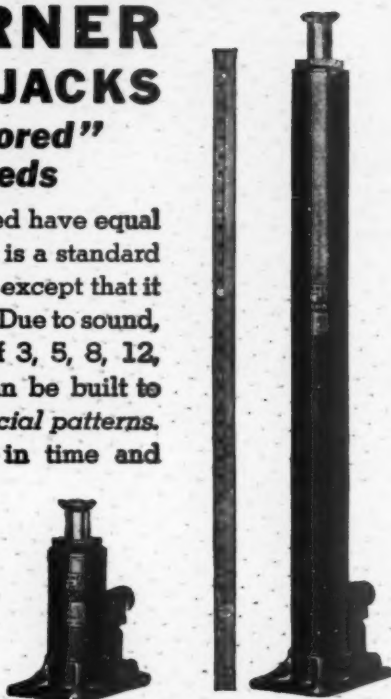 RNER
JACKS
ored”
eds
ed have equal
is a standard
except that it
Due to sound,
f 3, 5, 8, 12,
n be built to
cial patterns.
in time and